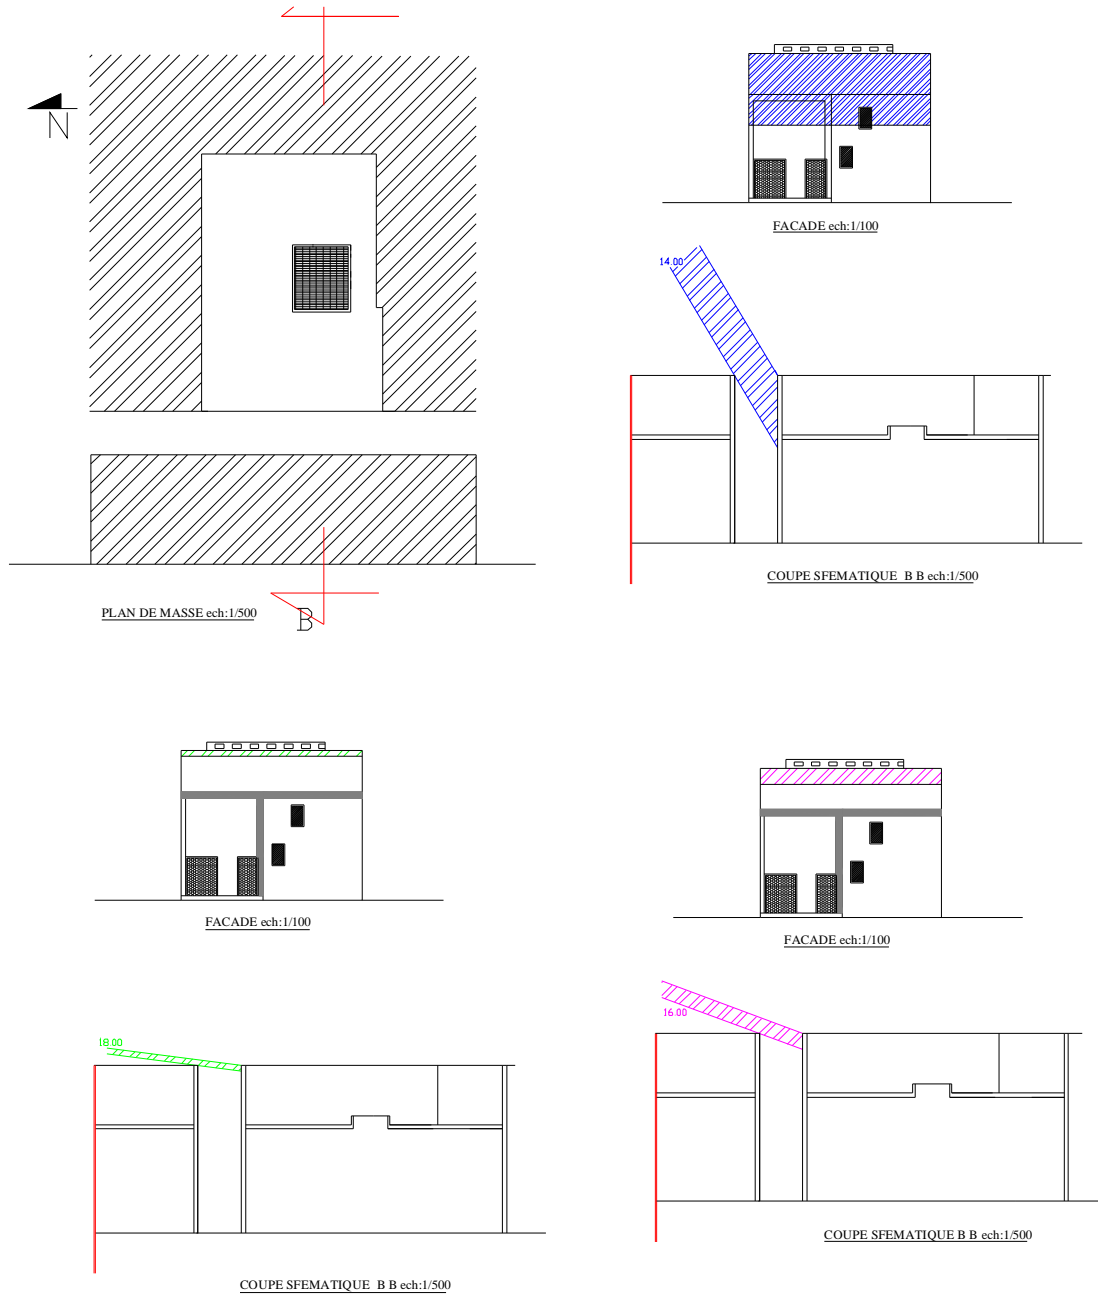 N
FACADE ech:1/100
14.00
COUPE SFEMATIQUE B B ech:1/500
PLAN DE MASSE ech:1/500
B
FACADE ech:1/100
FACADE ech:1/100
16.00
18.00
COUPE SFEMATIQUE B B ech:1/500
COUPE SFEMATIQUE B B ech:1/500